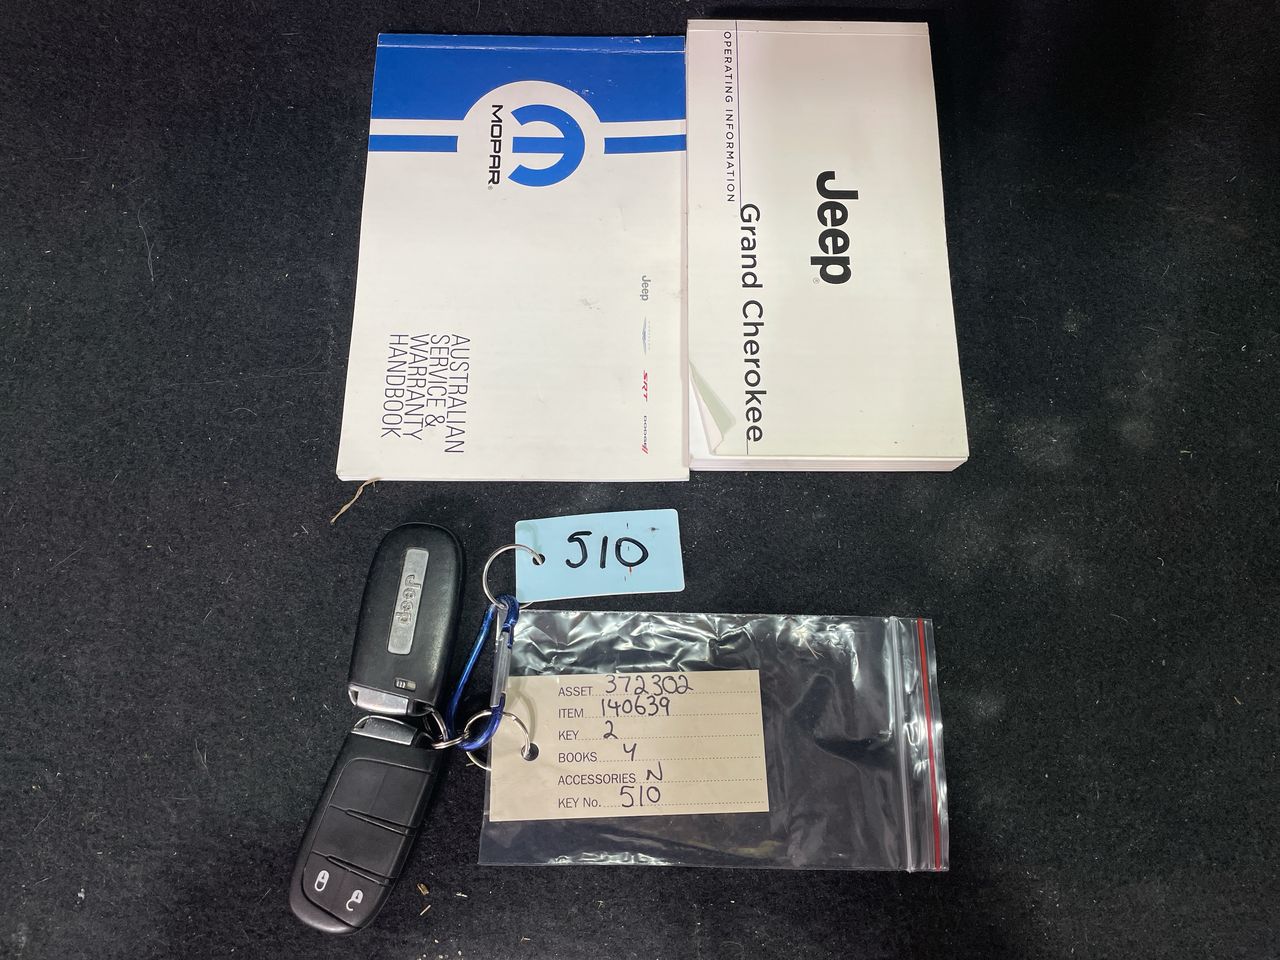 MOPAR
Jeep
SRT
DODGE
AUSTRALIAN
SERVICE &
WARRANTY
HANDBOOK
OPERATING INFORMATION
Grand Cherokee
Jeep
510
Jeep
ASSET 372302
ITEM 140639
KEY 2
BOOKS 4
ACCESSORIES N
KEY No. 510